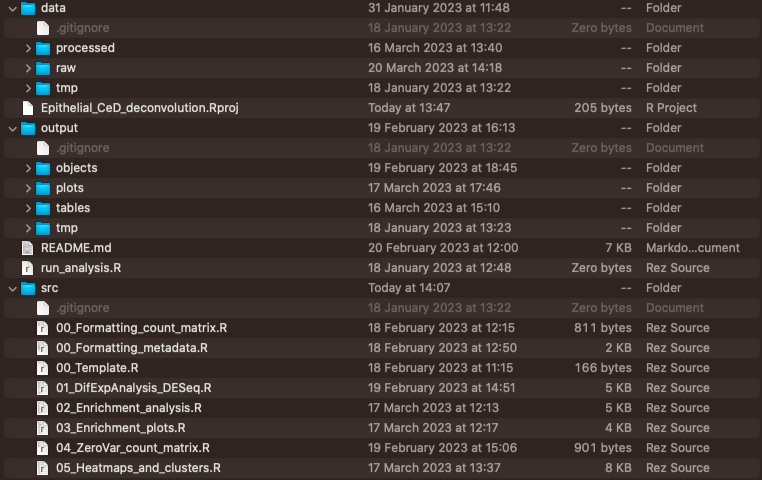 data 31 January 2023 at 11:48 -- Folder
.gitignore 18 January 2023 at 13:22 Zero bytes Document
processed 16 March 2023 at 13:40 -- Folder
raw 20 March 2023 at 14:18 -- Folder
tmp 18 January 2023 at 13:22 -- Folder
Epithelial_CeD_deconvolution.Rproj Today at 13:47 205 bytes R Project
output 19 February 2023 at 16:13 -- Folder
.gitignore 18 January 2023 at 13:22 Zero bytes Document
objects 19 February 2023 at 18:45 -- Folder
plots 17 March 2023 at 17:46 -- Folder
tables 16 March 2023 at 15:10 -- Folder
tmp 18 January 2023 at 13:23 -- Folder
README.md 20 February 2023 at 12:00 7 KB Markdo...cument
run_analysis.R 18 January 2023 at 12:48 Zero bytes Rez Source
src Today at 14:07 -- Folder
.gitignore 18 January 2023 at 13:22 Zero bytes Document
00_Formatting_count_matrix.R 18 February 2023 at 12:15 811 bytes Rez Source
00_Formatting_metadata.R 18 February 2023 at 12:50 2 KB Rez Source
00_Template.R 18 February 2023 at 11:15 166 bytes Rez Source
01_DifExpAnalysis_DESeq.R 19 February 2023 at 14:51 5 KB Rez Source
02_Enrichment_analysis.R 17 March 2023 at 12:13 5 KB Rez Source
03_Enrichment_plots.R 17 March 2023 at 12:17 4 KB Rez Source
04_ZeroVar_count_matrix.R 19 February 2023 at 15:06 901 bytes Rez Source
05_Heatmaps_and_clusters.R 17 March 2023 at 13:37 8 KB Rez Source